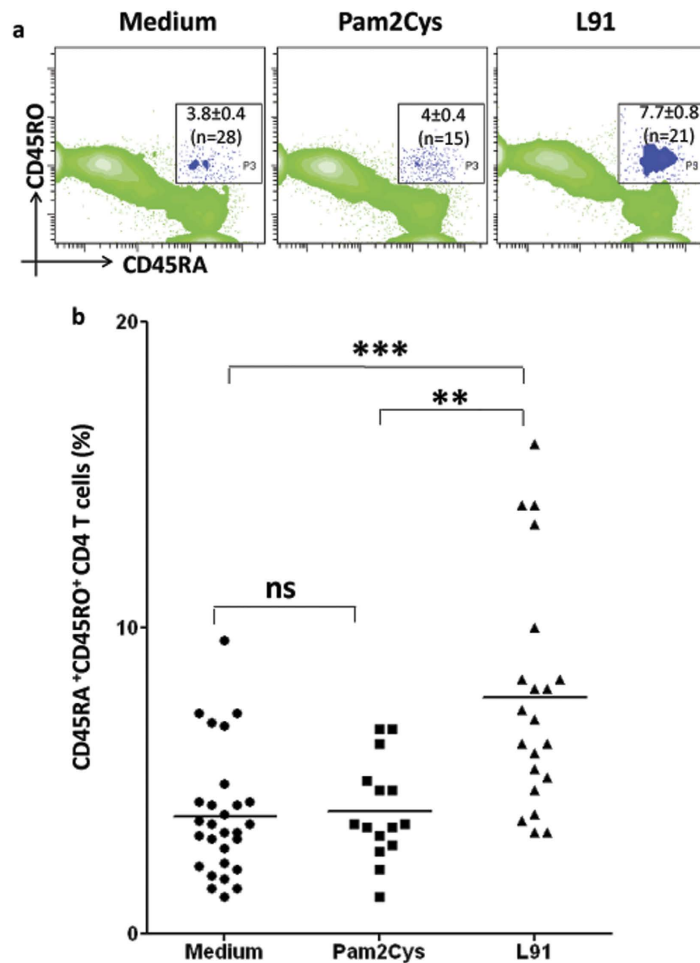 a
Medium Pam2Cys L91
CD45RO
3.8±0.4
(n=28)
P3
4±0.4
(n=15)
P3
7.7±0.8
(n=21)
P3
CD45RA
b
20
***
**
CD45RA +CD45RO+ CD4 T cells (%)
ns
10
0
Medium Pam2Cys L91